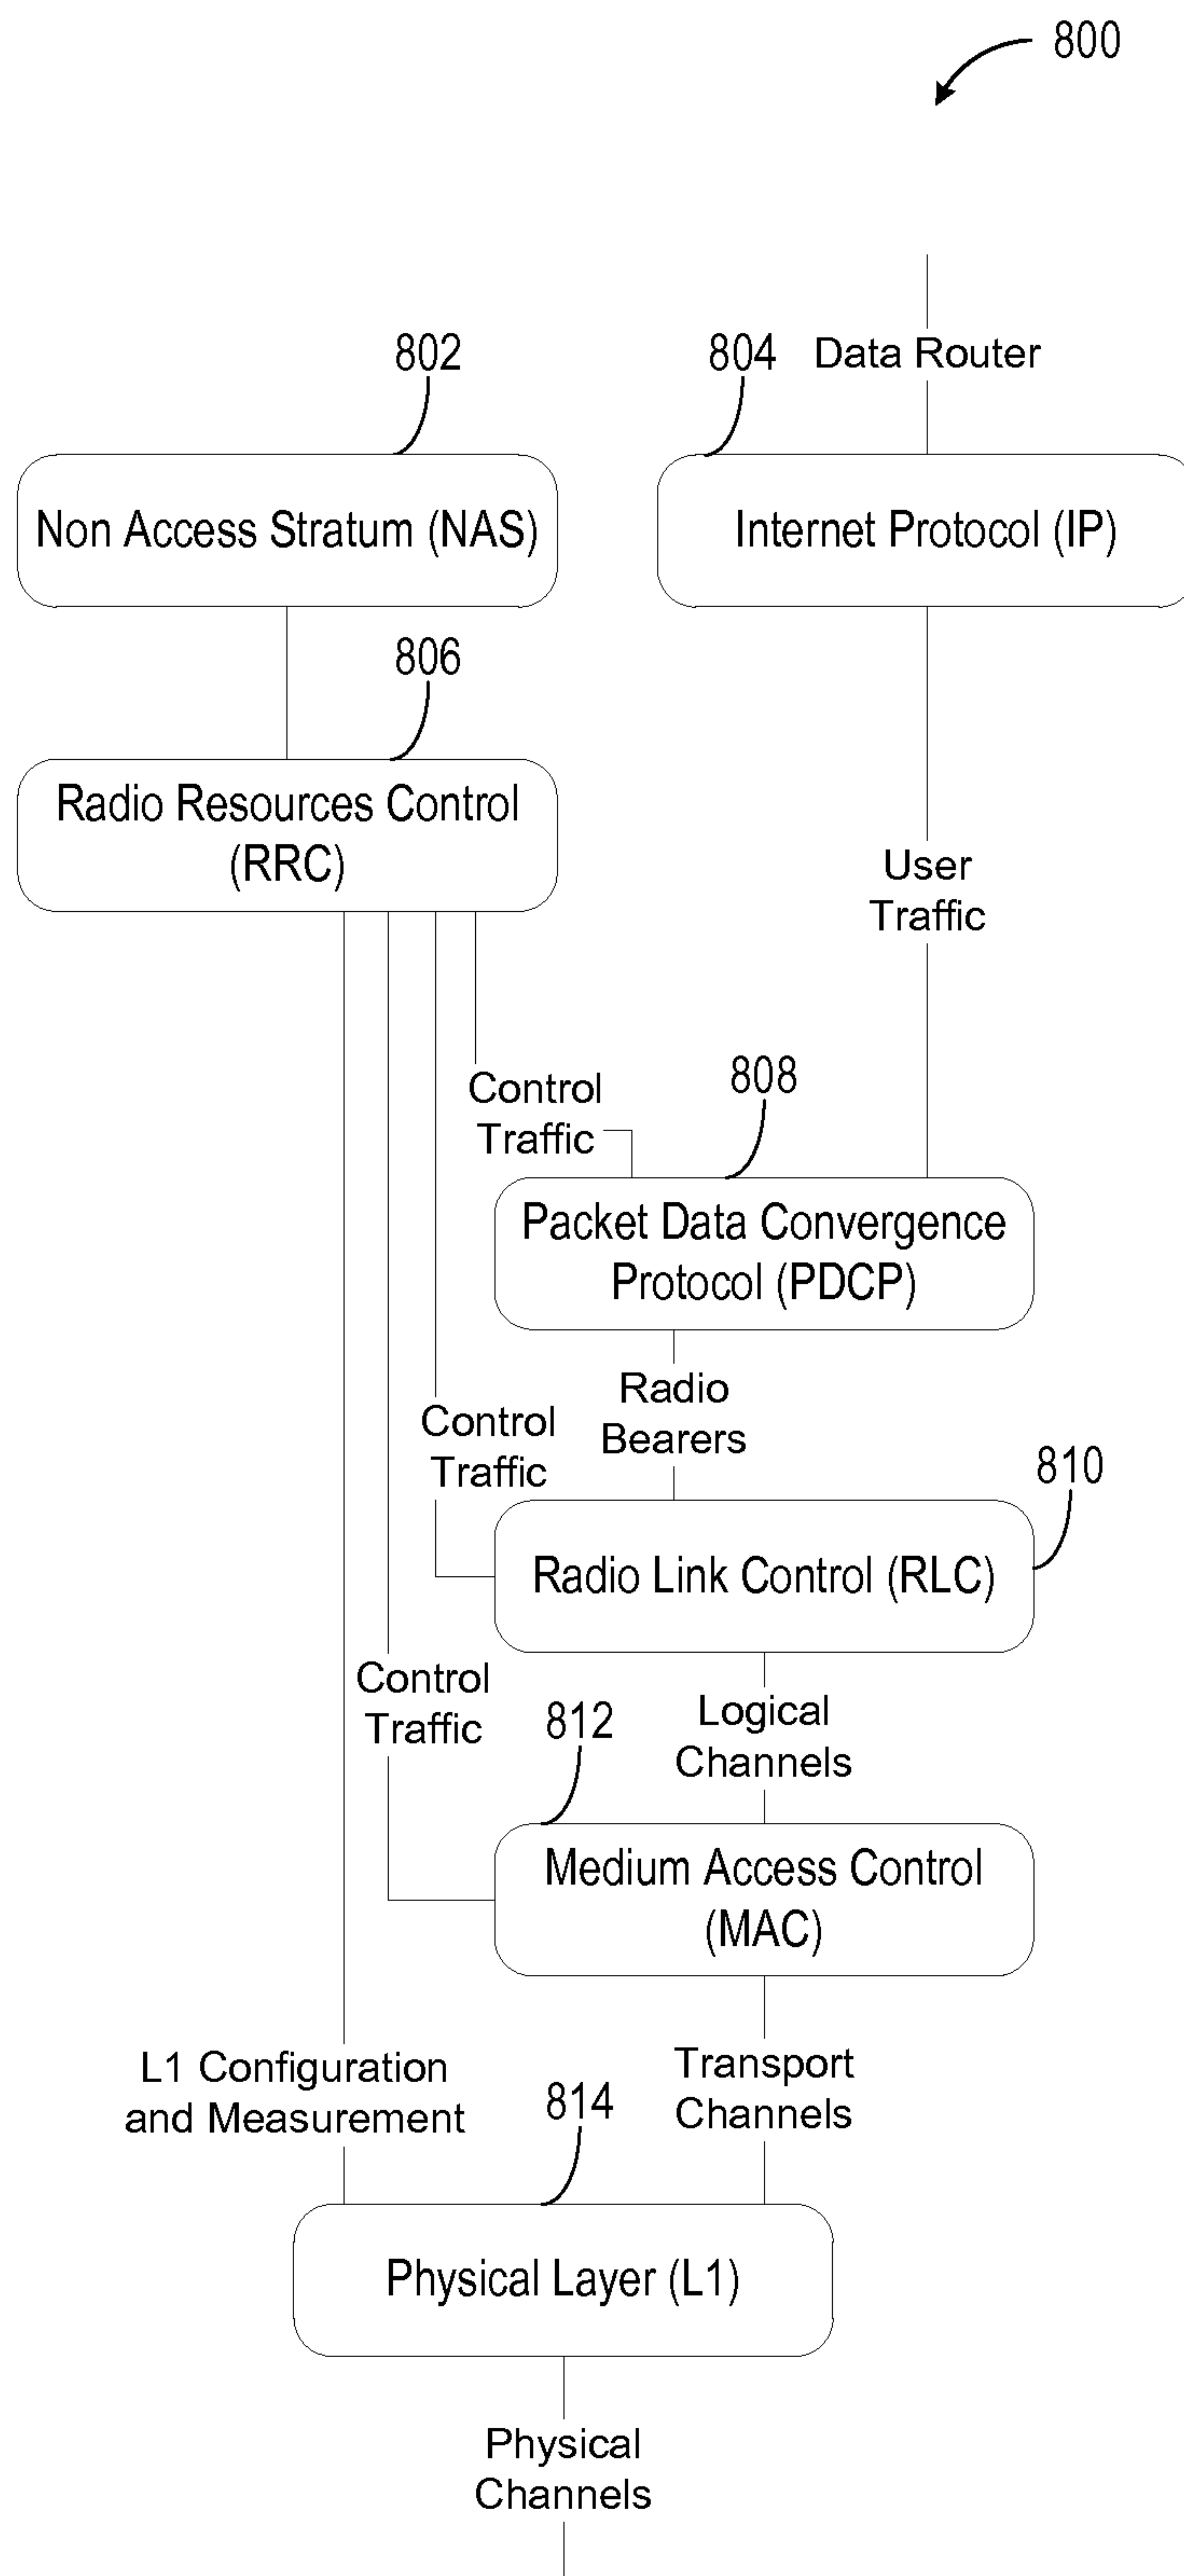 800
802
804
Data Router
Non Access Stratum (NAS)
Internet Protocol (IP)
806
Radio Resources Control
(RRC)
User
Traffic
Control
Traffic
808
Packet Data Convergence
Protocol (PDCP)
Radio
Bearers
Control
Traffic
810
Radio Link Control (RLC)
Control
Traffic
812
Logical
Channels
Medium Access Control
(MAC)
L1 Configuration
and Measurement
814
Transport
Channels
Physical Layer (L1)
Physical
Channels